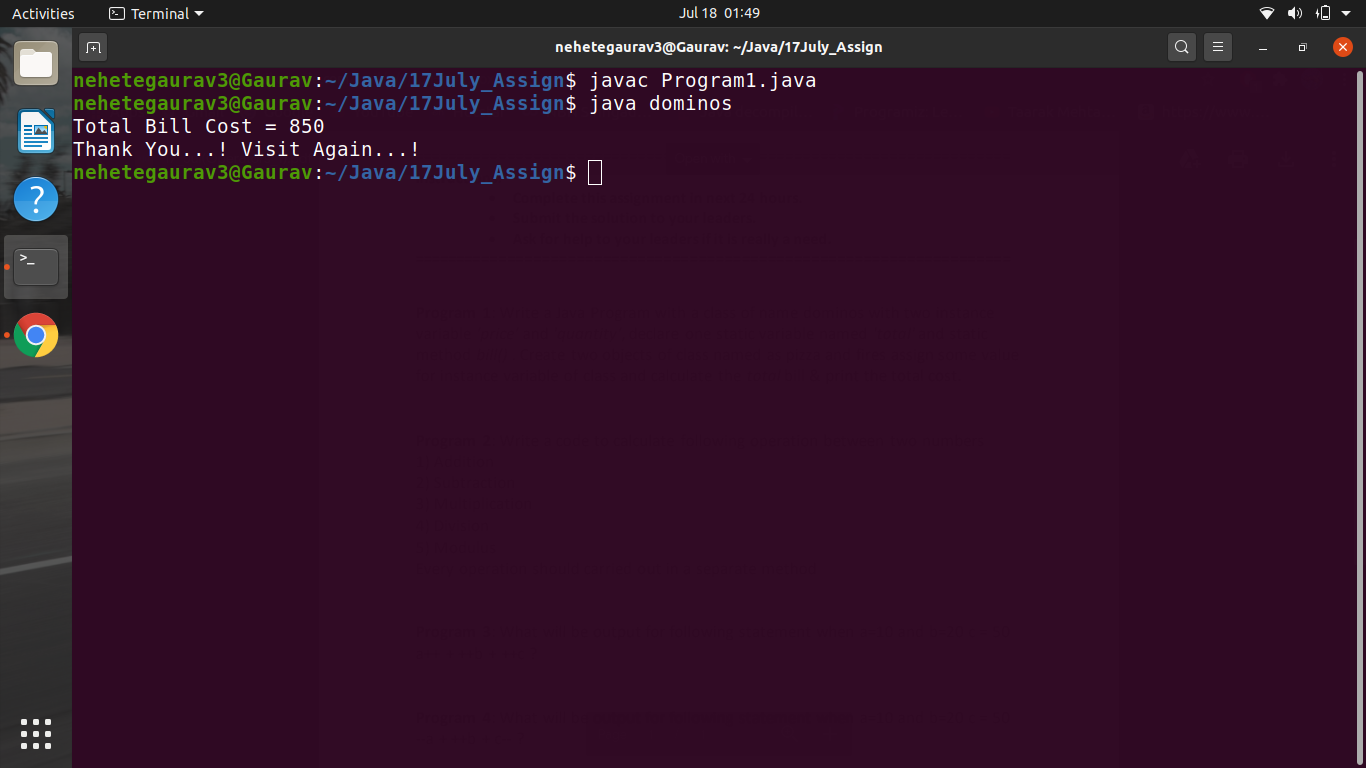 Activities
Terminal
Jul 18 01:49
nehetegaurav3@Gaurav: ~/Java/17July_Assign
nehetegaurav3@Gaurav:~/Java/17July_Assign$ javac Program1.java
nehetegaurav3@Gaurav:~/Java/17July_Assign$ java dominos
Total Bill Cost = 850
Thank You...! Visit Again...!
nehetegaurav3@Gaurav:~/Java/17July_Assign$